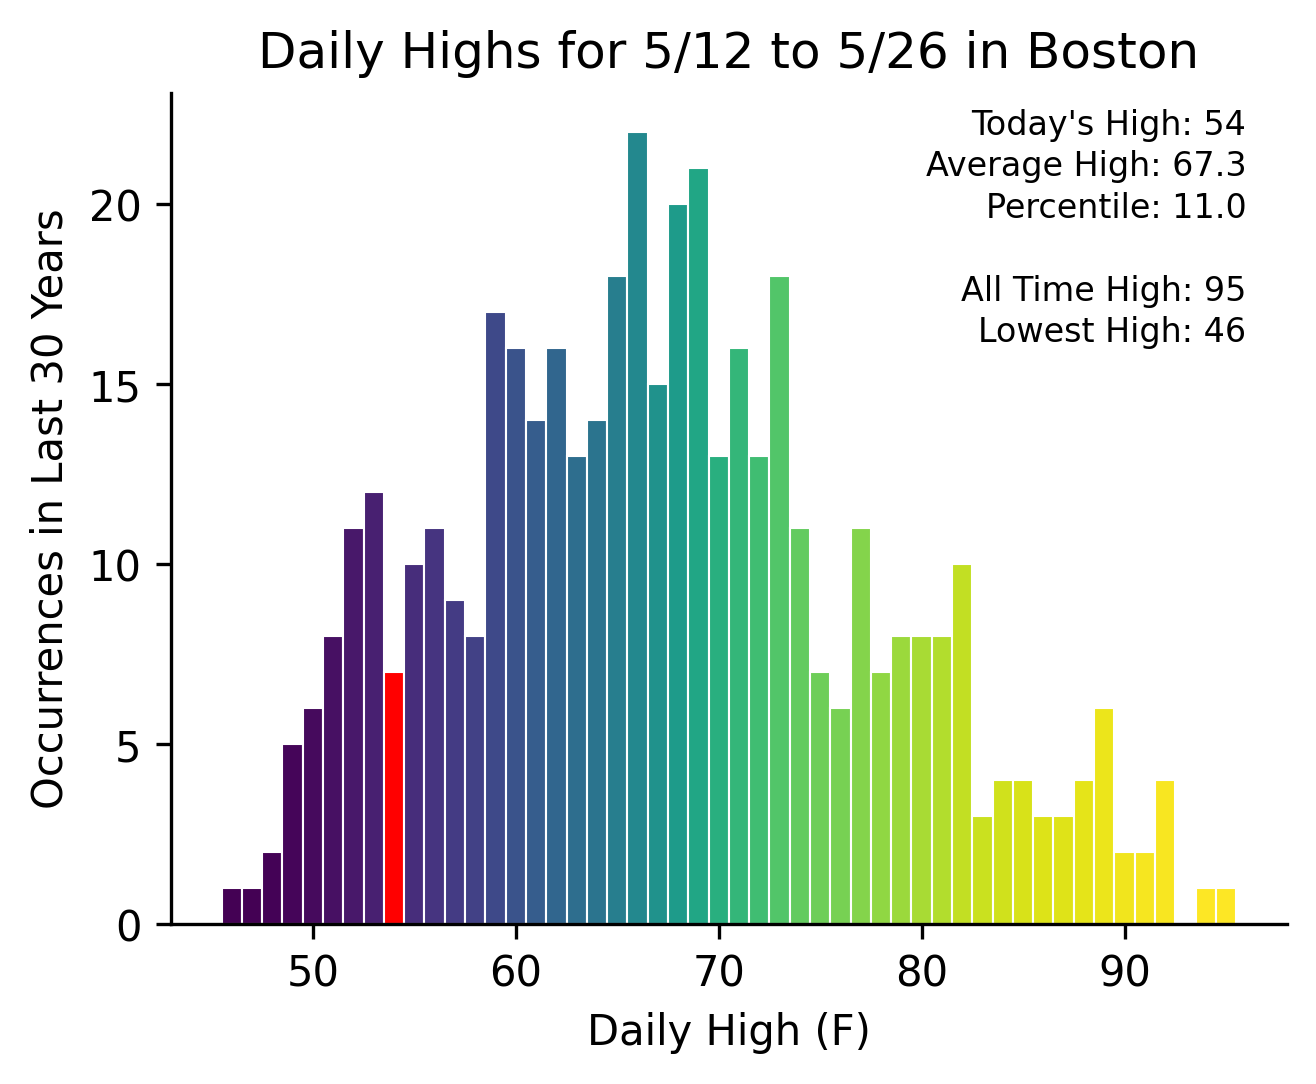 Daily Highs for 5/12 to 5/26 in Boston
Today's High: 54
Average High: 67.3
Percentile: 11.0
All Time High: 95
Lowest High: 46
Occurrences in Last 30 Years
20
15
10
5
0
50 60 70 80 90
Daily High (F)